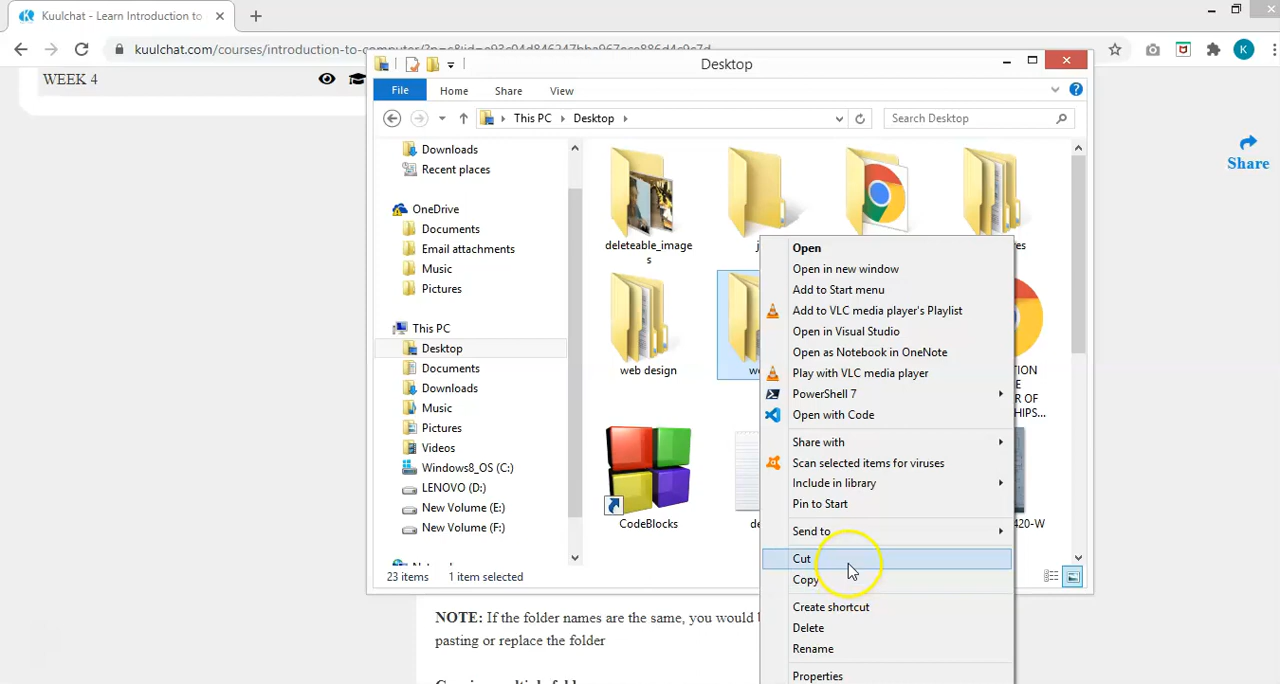 Kuulchat - Learn Introduction to
kuulchat.com/courses/introduction-to-computer/?
WEEK 4
Share
Desktop
File Home Share View
This PC Desktop
Search Desktop
Downloads
Recent places
OneDrive
Documents
Email attachments
Music
Pictures
This PC
Desktop
Documents
Downloads
Music
Pictures
Videos
Windows8_OS (C:)
LENOVO (D:)
New Volume (E:)
New Volume (F:)
23 items 1 item selected
deleteable_image
s
web design
CodeBlocks
Open
Open in new window
Add to Start menu
Add to VLC media player's Playlist
Open in Visual Studio
Open as Notebook in OneNote
Play with VLC media player
PowerShell 7
Open with Code
Share with
Scan selected items for viruses
Include in library
Pin to Start
Send to
Cut
Copy
Create shortcut
Delete
Rename
Properties
NOTE: If the folder names are the same, you would
pasting or replace the folder